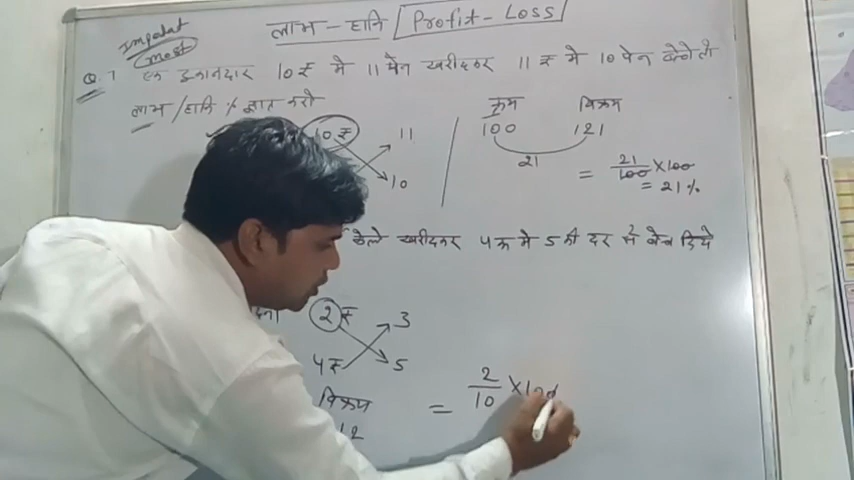 लाभ - हानि Profit - Loss
Impotat
most
Q. 1 एक दुकानदार 10 ₹ मे 11 पेन खरीदकर 11 ₹ मे 10 पेन बेचे तो
लाभ / हानि % ज्ञात करो
10 ₹ 11
10
क्रय विक्रय
100 121
21
= 21/100 × 100
= 21 %
केले खरीदकर 4 रू मे 5 की दर से बेच दिये
2 ₹ 3
4 ₹ 5
विक्रय
12
= 2/10 × 100